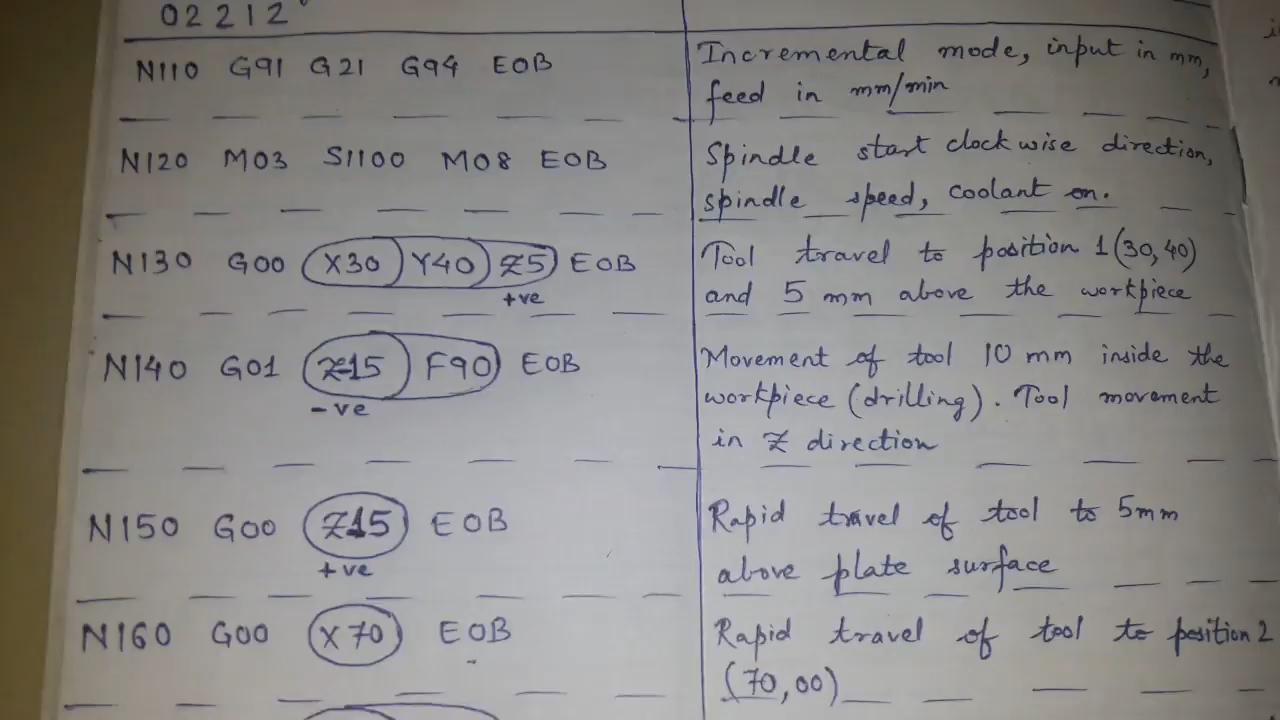 02212
N110 G91 G21 G94 EOB
Incremental mode, input in mm,
feed in mm/min
N120 M03 S1100 M08 EOB
Spindle start clockwise direction,
spindle speed, coolant on.
N130 G00 X30 Y40 Z5 EOB
+ve
Tool travel to position 1(30,40)
and 5 mm above the workpiece
N140 G01 Z-15 F90 EOB
-ve
Movement of tool 10 mm inside the
workpiece (drilling). Tool movement
in Z direction
N150 G00 Z15 EOB
+ve
Rapid travel of tool to 5mm
above plate surface
N160 G00 X70 EOB
Rapid travel of tool to position 2
(70,00)